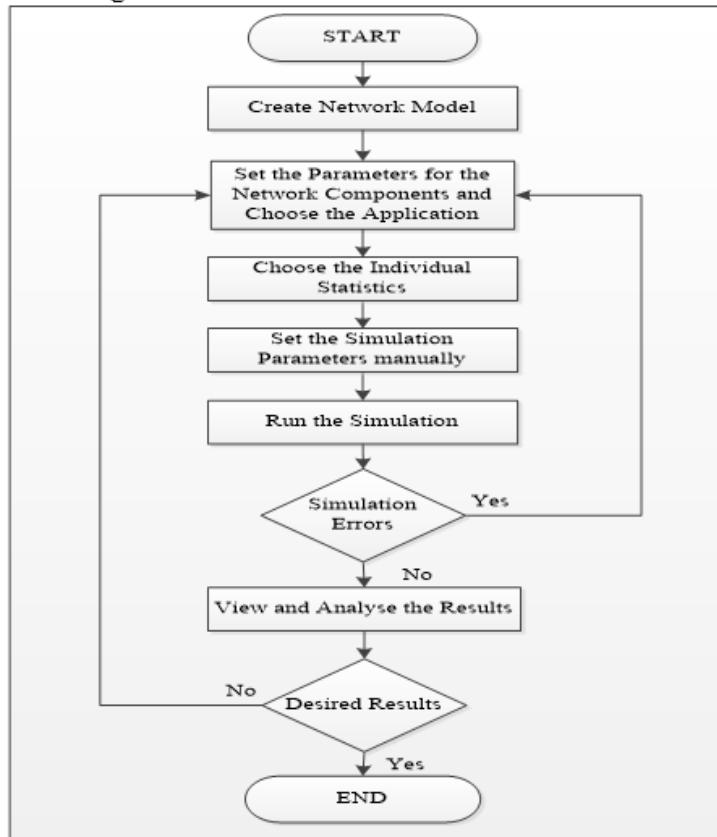 START
Create Network Model
Set the Parameters for the
Network Components and
Choose the Application
Choose the Individual
Statistics
Set the Simulation
Parameters manually
Run the Simulation
Simulation
Errors
Yes
No
View and Analyse the Results
No
Desired Results
Yes
END